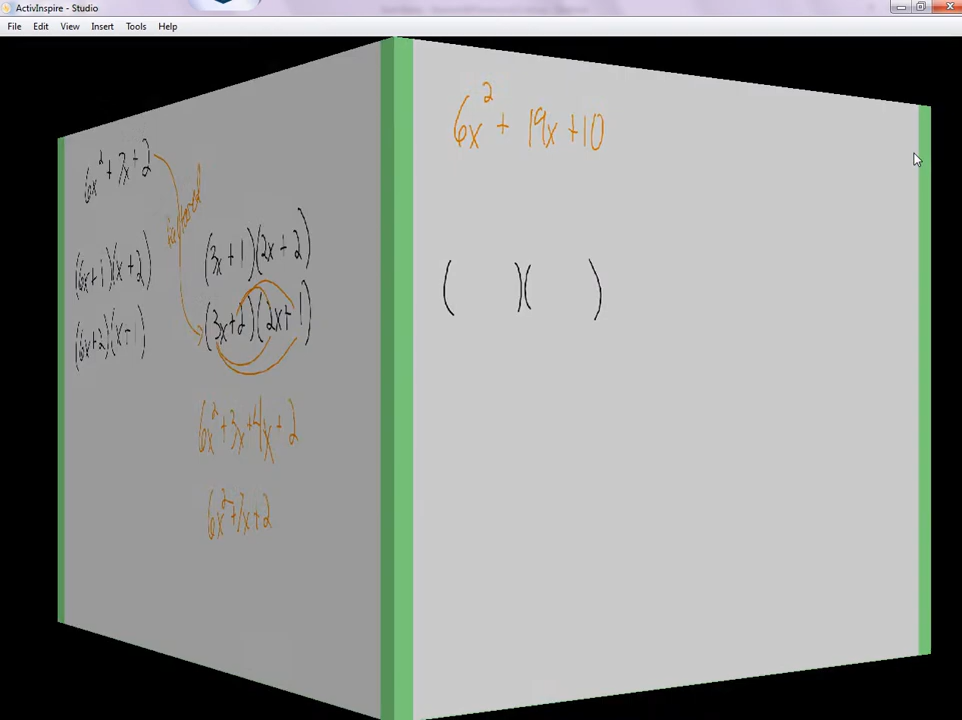 ActivInspire - Studio
File Edit View Insert Tools Help
6x² + 7x + 2
(6x + 1)(x + 2)
(6x + 2)(x + 1)
(3x + 1)(2x + 2)
(3x + 2)(2x + 1)
6x² + 3x + 4x + 2
6x² + 7x + 2
6x² + 19x + 10
( )( )